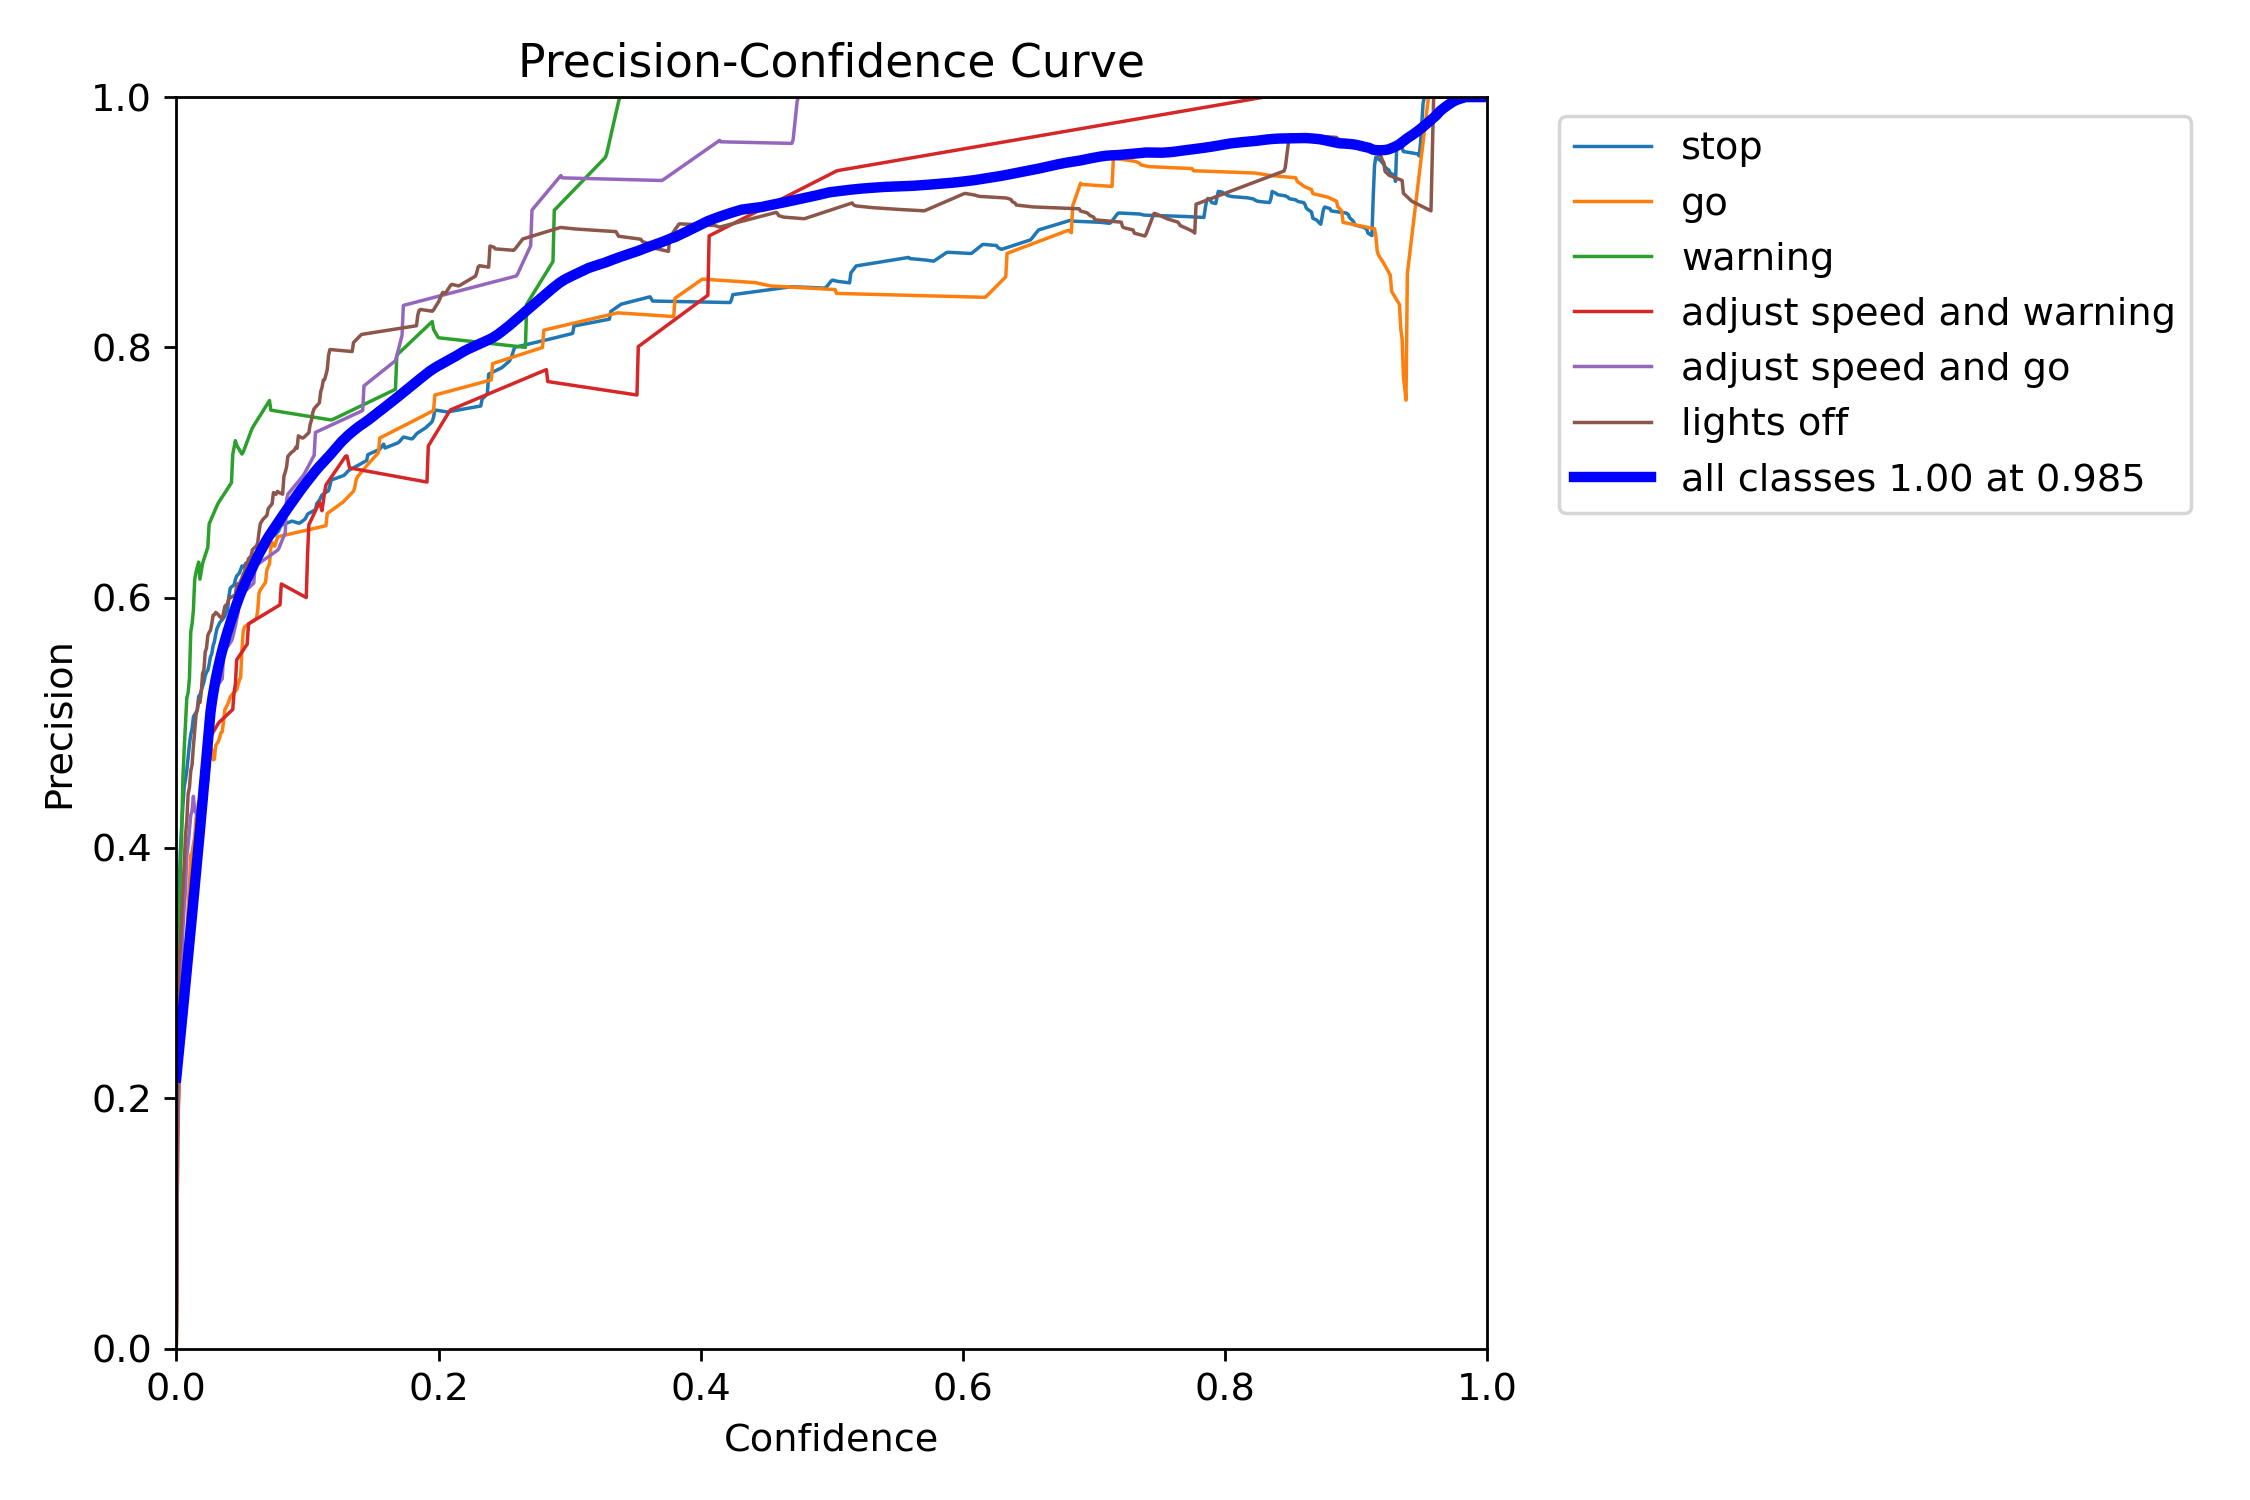 Precision-Confidence Curve
1.0
0.8
0.6
0.4
0.2
0.0
Precision
0.0 0.2 0.4 0.6 0.8 1.0
Confidence
stop
go
warning
adjust speed and warning
adjust speed and go
lights off
all classes 1.00 at 0.985